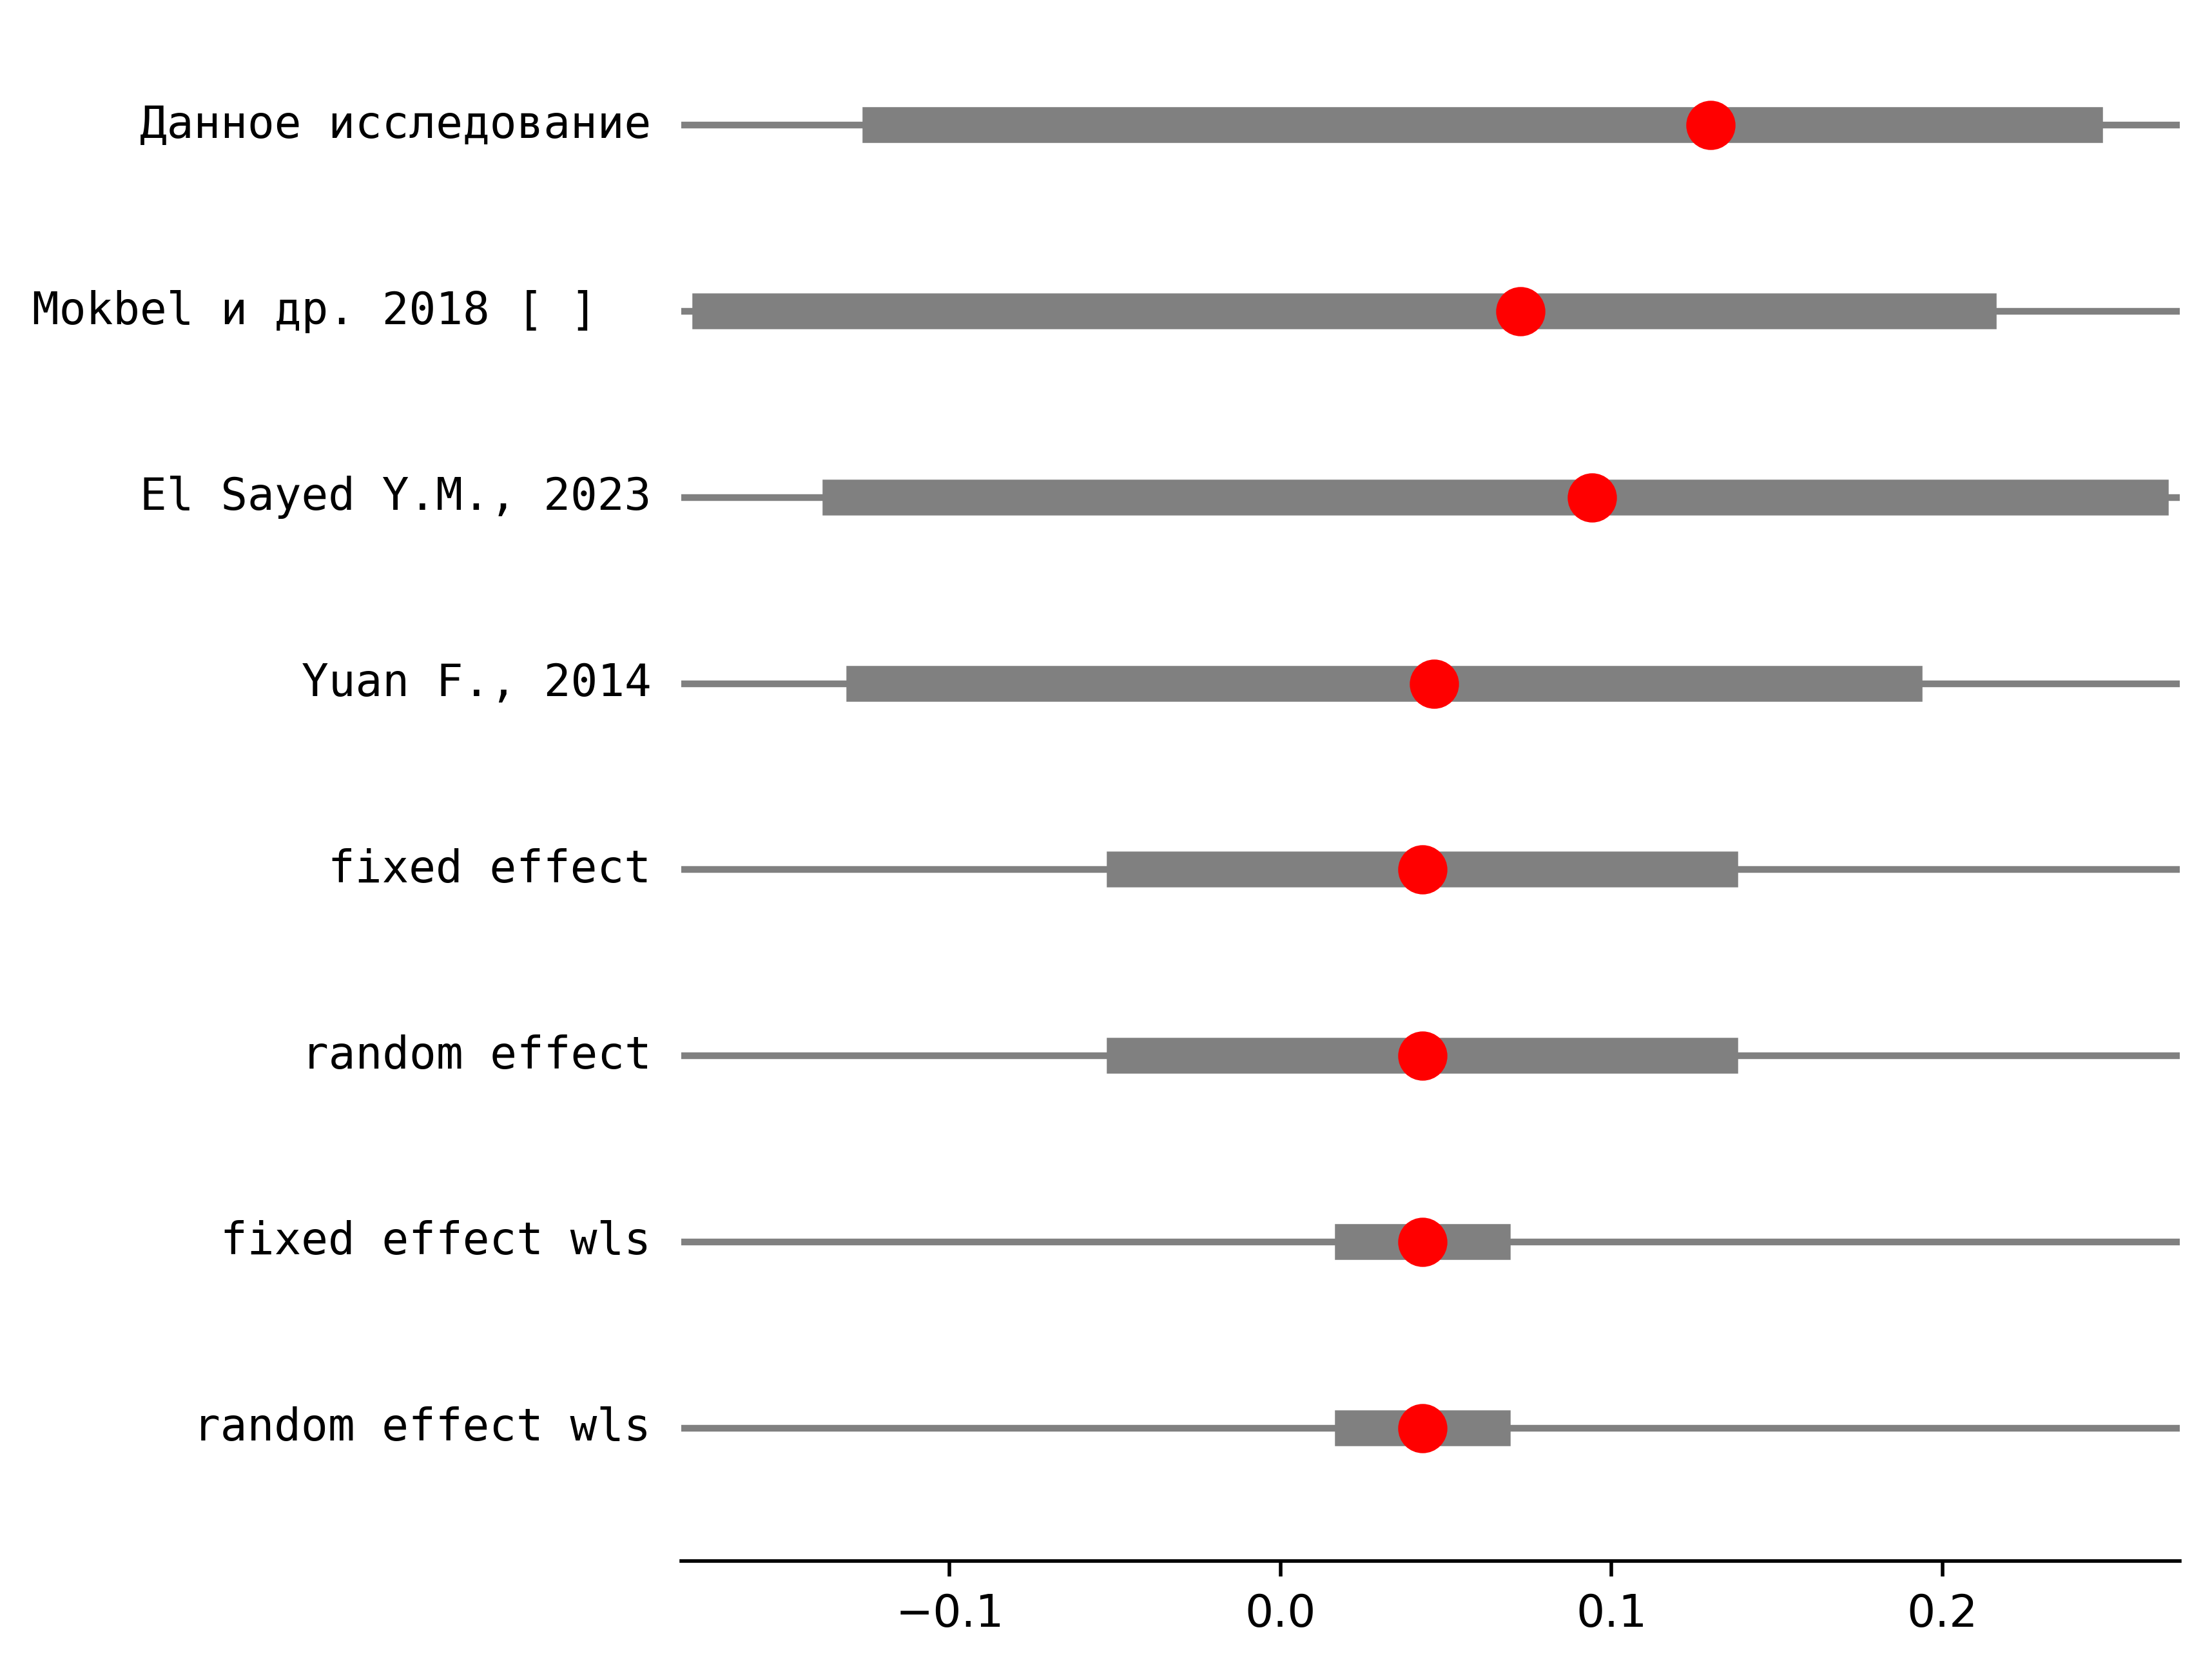 Данное исследование
Mokbel и др. 2018 [ ]
El Sayed Y.M., 2023
Yuan F., 2014
fixed effect
random effect
fixed effect wls
random effect wls
−0.1 0.0 0.1 0.2